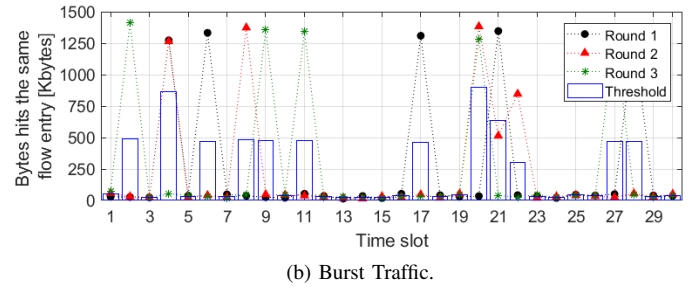 1500
1250
1000
750
500
250
0
Bytes hits the same
flow entry [Kbytes]
Round 1
Round 2
Round 3
Threshold
1 3 5 7 9 11 13 15 17 19 21 23 25 27 29
Time slot
(b) Burst Traffic.